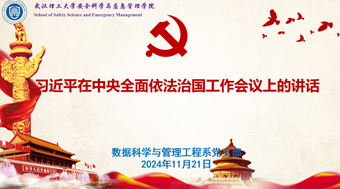 武汉理工大学安全科学与应急管理学院
School of Safety Science and Emergency Management
习近平在中央全面依法治国工作会议上的讲话
数据科学与管理工程系党支部
2024年11月21日